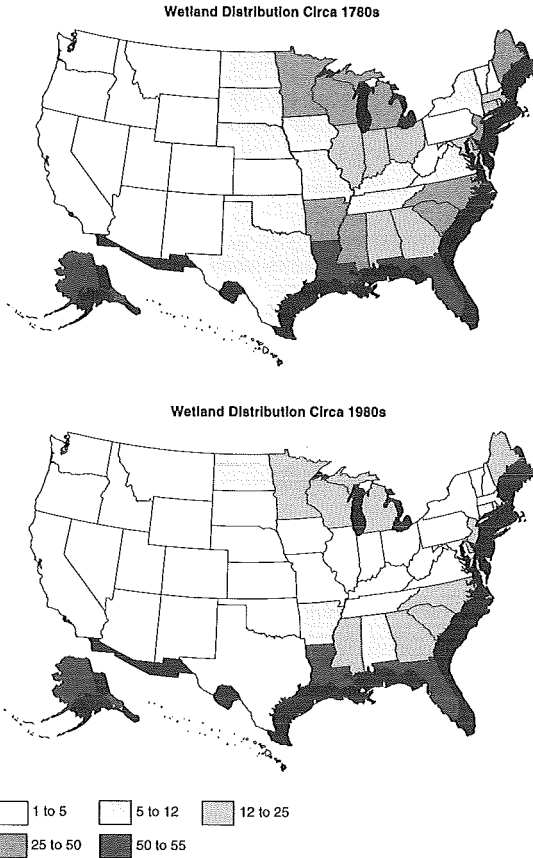 Wetland Distribution Circa 1780s
Wetland Distribution Circa 1980s
1 to 5 5 to 12 12 to 25
25 to 50 50 to 55